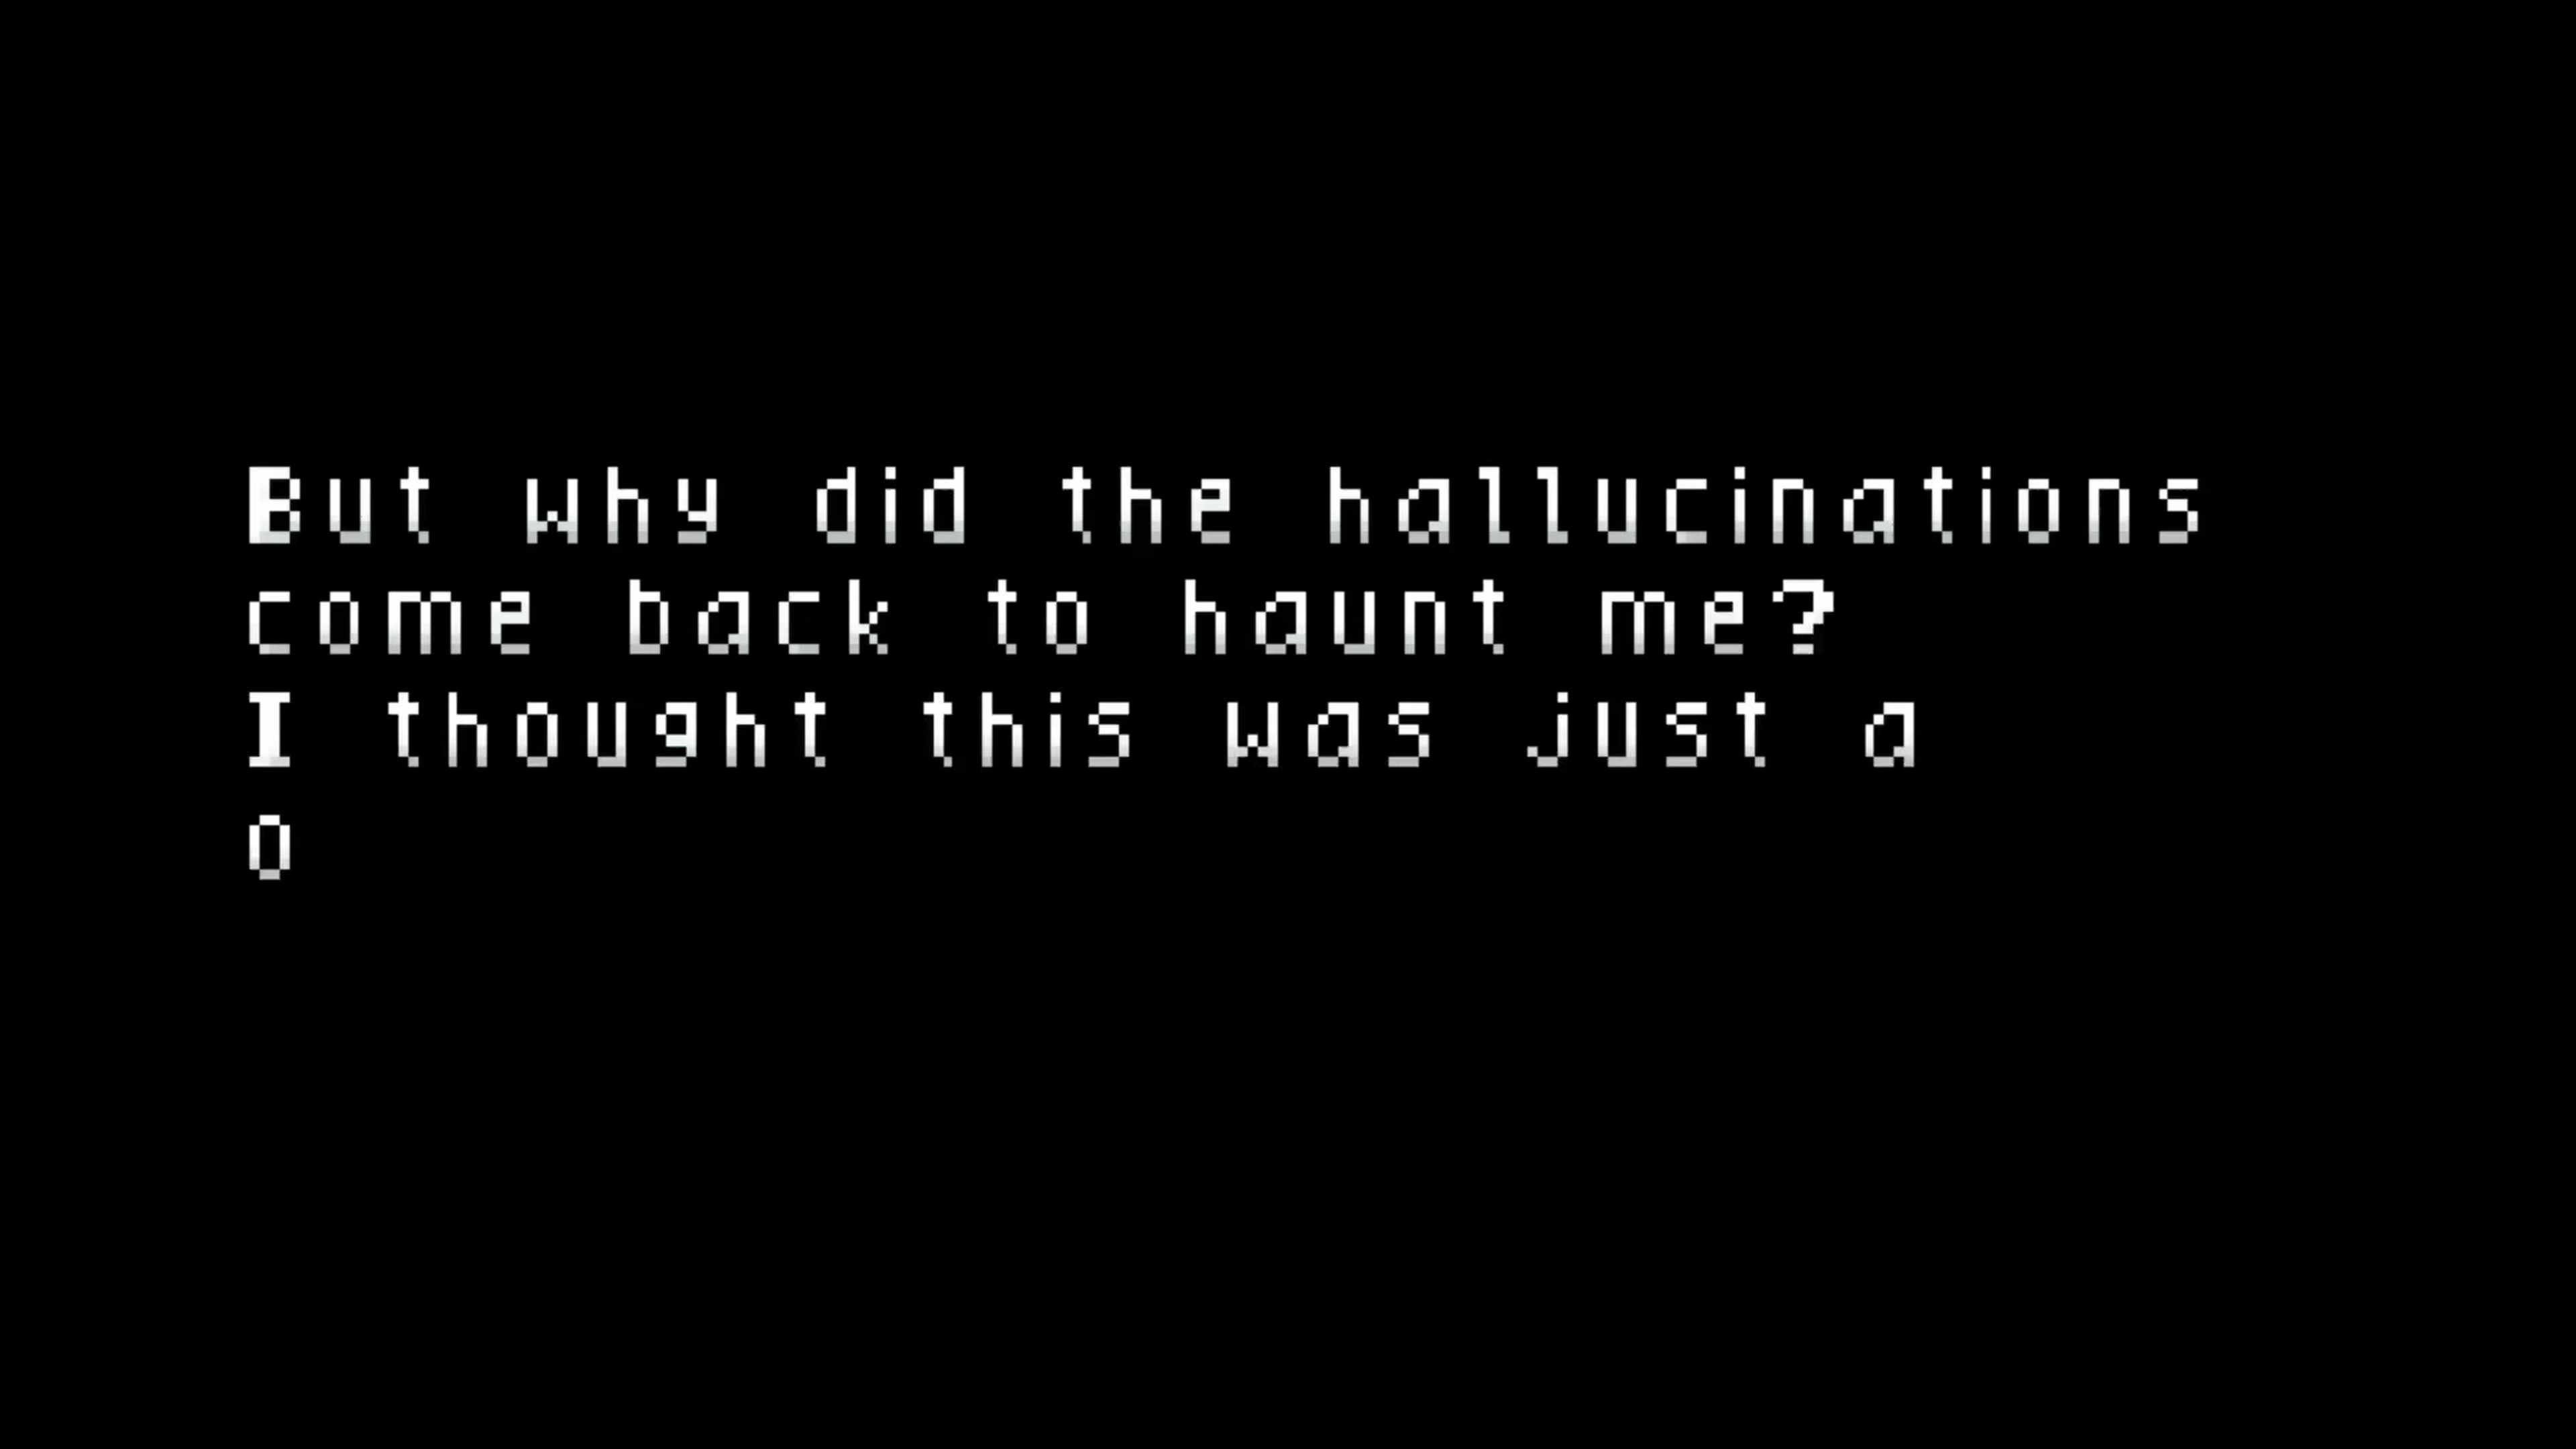 But why did the hallucinations
come back to haunt me?
I thought this was just a
o